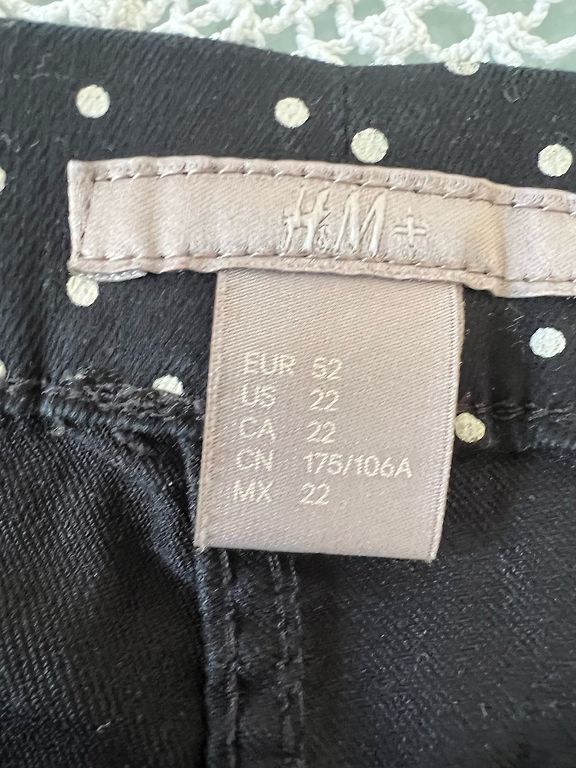 H&M+
EUR 52
US 22
CA 22
CN 175/106A
MX 22